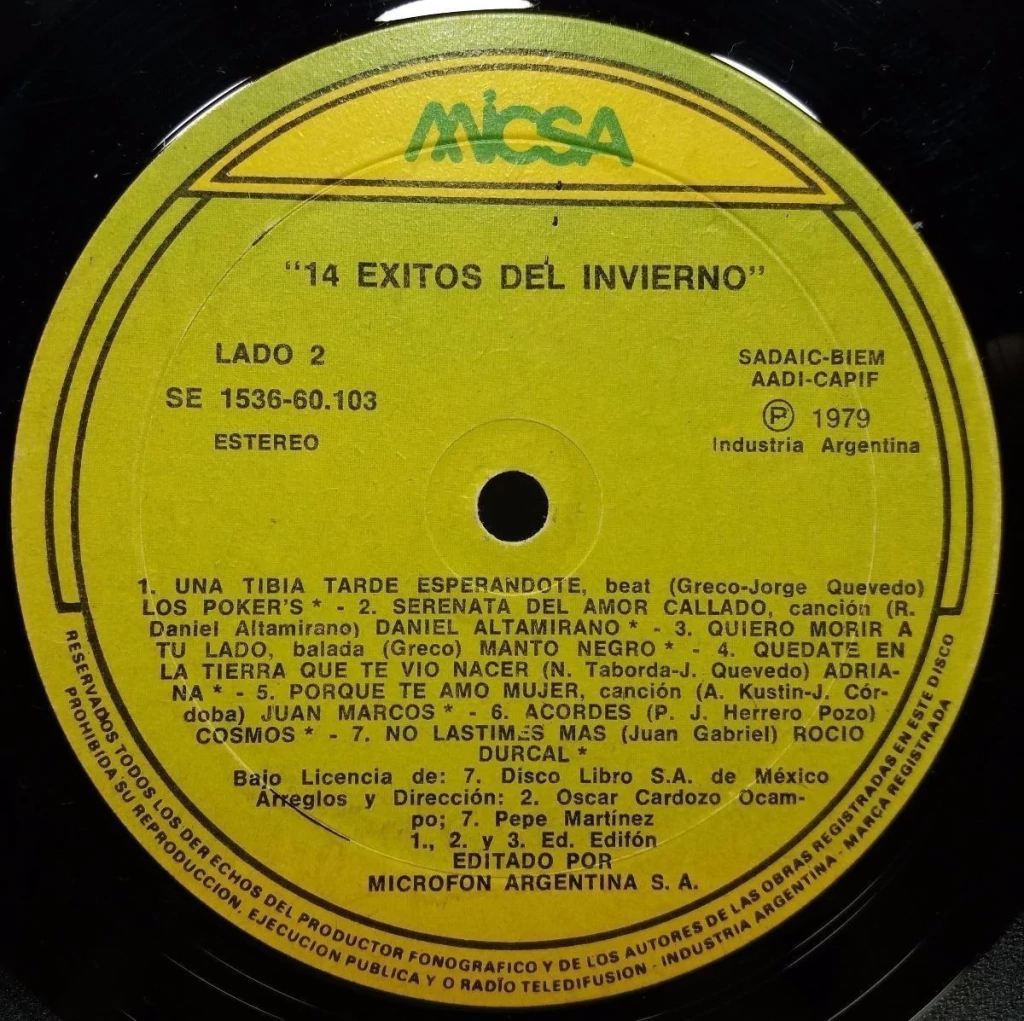 MICSA
"14 EXITOS DEL INVIERNO"
LADO 2
SE 1536-60.103
ESTEREO
SADAIC-BIEM
AADI-CAPIF
Ⓟ 1979
Industria Argentina
1. UNA TIBIA TARDE ESPERANDOTE, beat (Greco-Jorge Quevedo)
LOS POKER'S * - 2. SERENATA DEL AMOR CALLADO, canción (R.
Daniel Altamirano) DANIEL ALTAMIRANO * - 3. QUIERO MORIR A
TU LADO, balada (Greco) MANTO NEGRO * - 4. QUEDATE EN
LA TIERRA QUE TE VIO NACER (N. Taborda-J. Quevedo) ADRIA-
NA * - 5. PORQUE TE AMO MUJER, canción (A. Kustin-J. Cór-
doba) JUAN MARCOS * - 6. ACORDES (P. J. Herrero Pozo)
COSMOS * - 7. NO LASTIMES MAS (Juan Gabriel) ROCIO
DURCAL *
Bajo Licencia de: 7. Disco Libro S.A. de México
Arreglos y Dirección: 2. Oscar Cardozo Ocam-
po; 7. Pepe Martínez
1., 2. y 3. Ed. Edifón
EDITADO POR
MICROFON ARGENTINA S. A.
RESERVADOS TODOS LOS DERECHOS DEL PRODUCTOR FONOGRAFICO Y DE LOS AUTORES DE LAS OBRAS REGISTRADAS EN ESTE DISCO
PROHIBIDA SU REPRODUCCION, EJECUCION PUBLICA Y O RADIO TELEDIFUSION - INDUSTRIA ARGENTINA - MARCA REGISTRADA